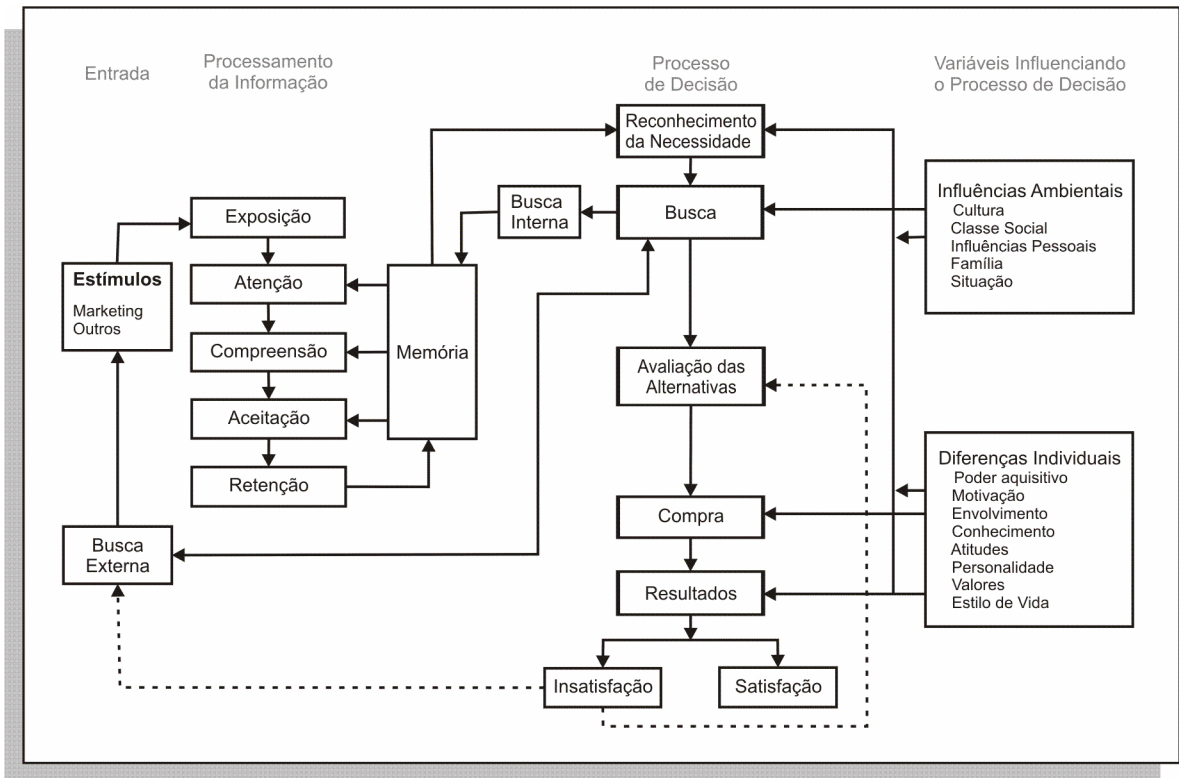 Entrada
Processamento
da Informação
Processo
de Decisão
Variáveis Influenciando
o Processo de Decisão
Reconhecimento
da Necessidade
Busca
Interna
Busca
Exposição
Atenção
Compreensão
Aceitação
Retenção
Memória
Estímulos
Marketing
Outros
Busca
Externa
Avaliação das
Alternativas
Compra
Resultados
Insatisfação
Satisfação
Influências Ambientais
Cultura
Classe Social
Influências Pessoais
Família
Situação
Diferenças Individuais
Poder aquisitivo
Motivação
Envolvimento
Conhecimento
Atitudes
Personalidade
Valores
Estilo de Vida